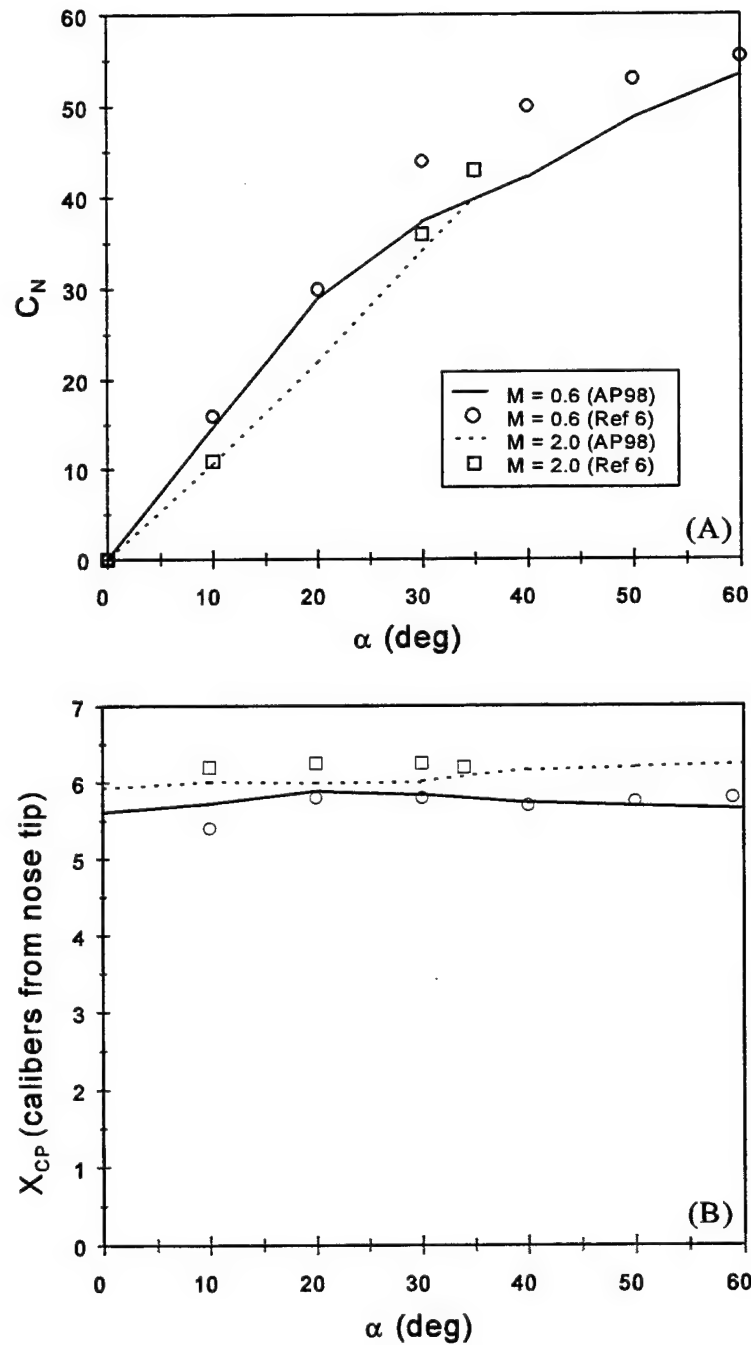 60
50
40
30
20
10
0
C_N
M = 0.6 (AP98)
M = 0.6 (Ref 6)
M = 2.0 (AP98)
M = 2.0 (Ref 6)
(A)
0 10 20 30 40 50 60
α (deg)
7
6
5
4
3
2
1
0
X_CP (calibers from nose tip)
(B)
0 10 20 30 40 50 60
α (deg)